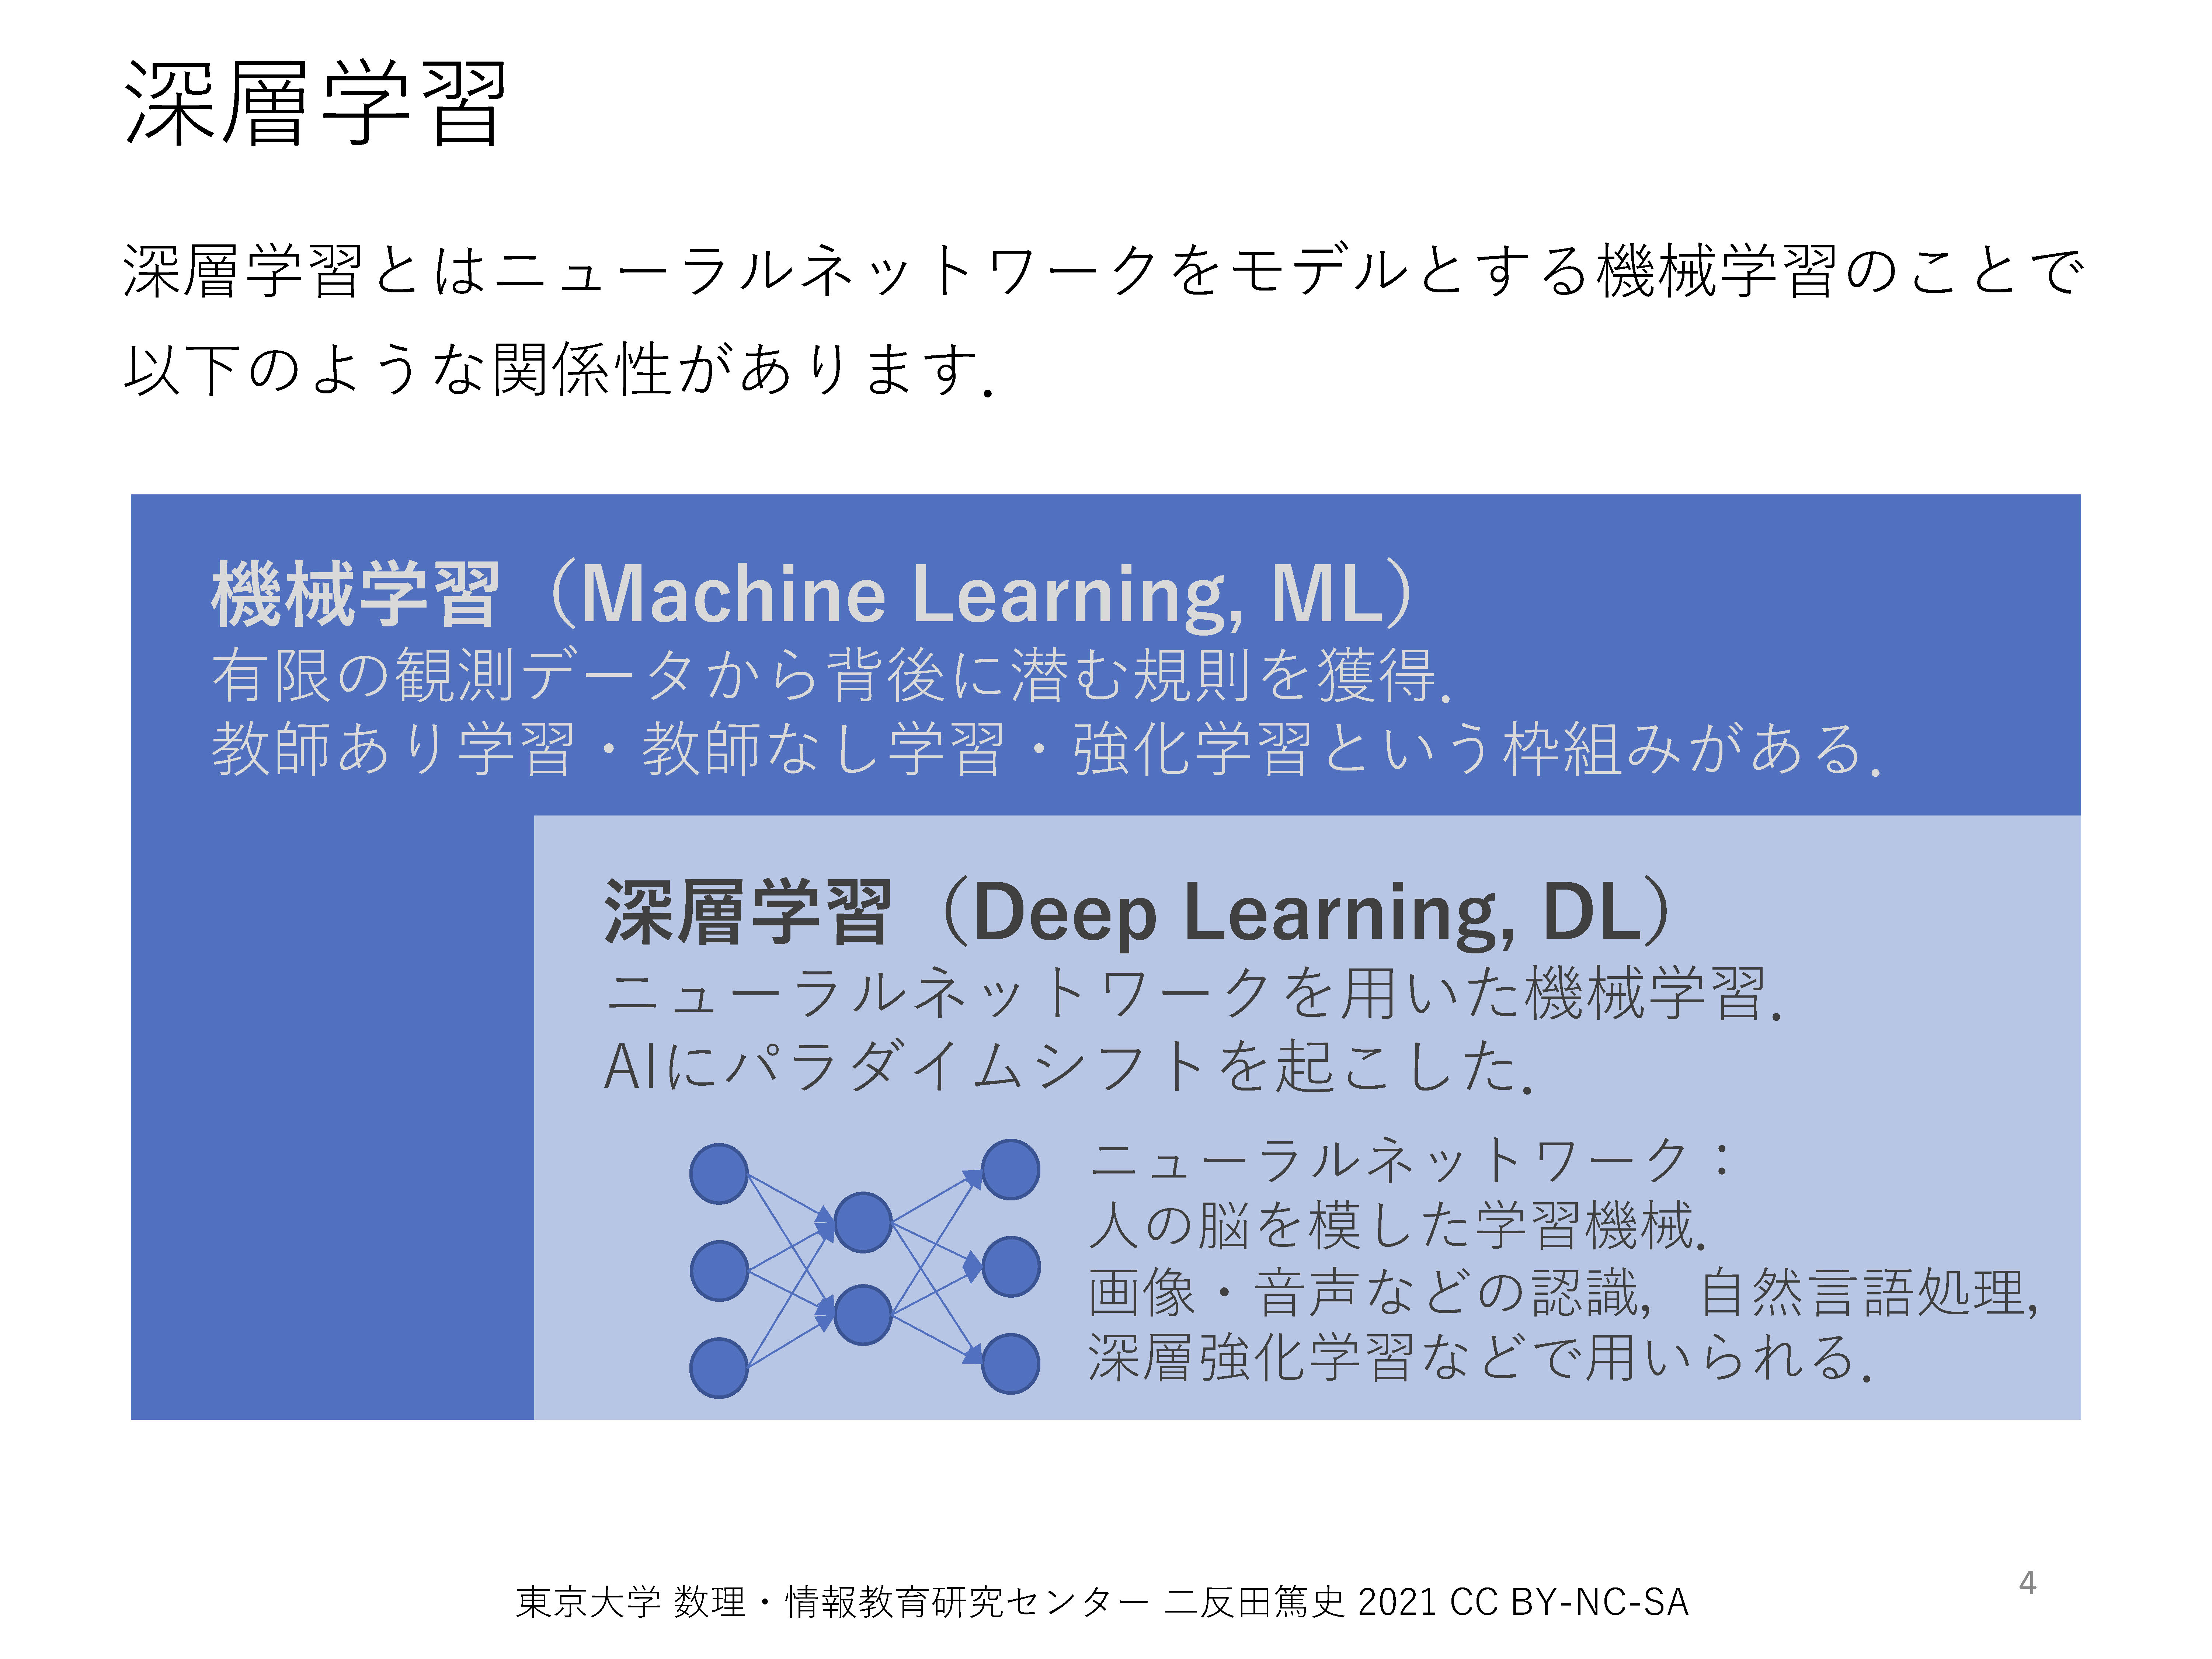 深層学習
深層学習とはニューラルネットワークをモデルとする機械学習のことで
以下のような関係性があります．
機械学習（Machine Learning, ML）
有限の観測データから背後に潜む規則を獲得．
教師あり学習・教師なし学習・強化学習という枠組みがある．
深層学習（Deep Learning, DL）
ニューラルネットワークを用いた機械学習．
AIにパラダイムシフトを起こした．
ニューラルネットワーク：
人の脳を模した学習機械．
画像・音声などの認識，自然言語処理，
深層強化学習などで用いられる．
東京大学 数理・情報教育研究センター 二反田篤史 2021 CC BY-NC-SA
4